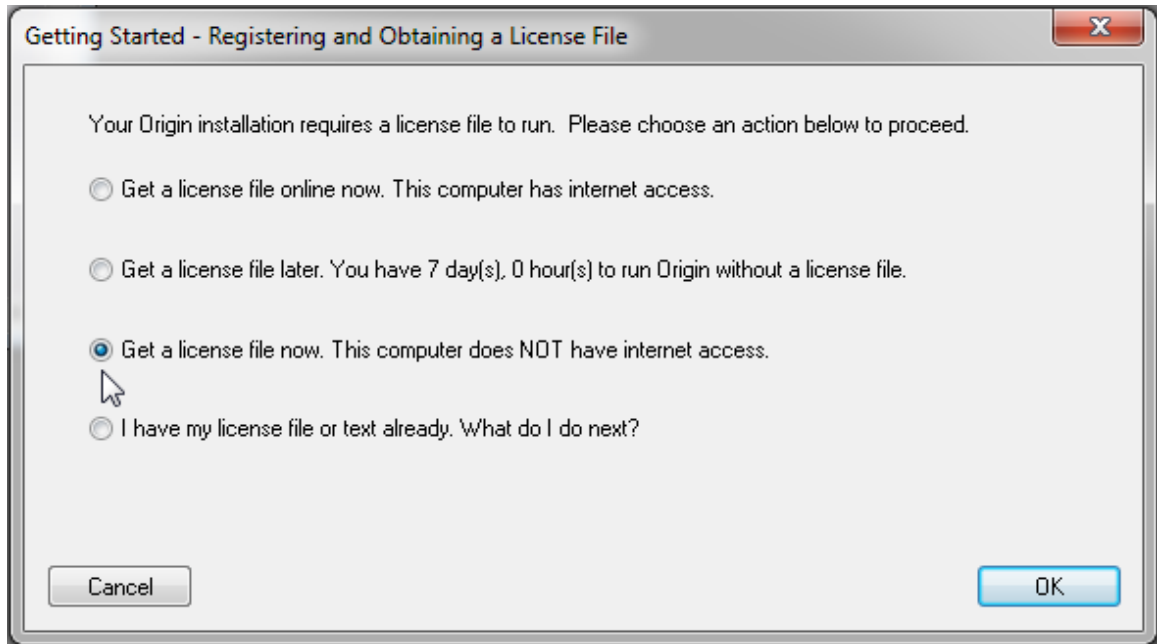 Getting Started - Registering and Obtaining a License File
Your Origin installation requires a license file to run. Please choose an action below to proceed.
Get a license file online now. This computer has internet access.
Get a license file later. You have 7 day(s), 0 hour(s) to run Origin without a license file.
Get a license file now. This computer does NOT have internet access.
I have my license file or text already. What do I do next?
Cancel
OK